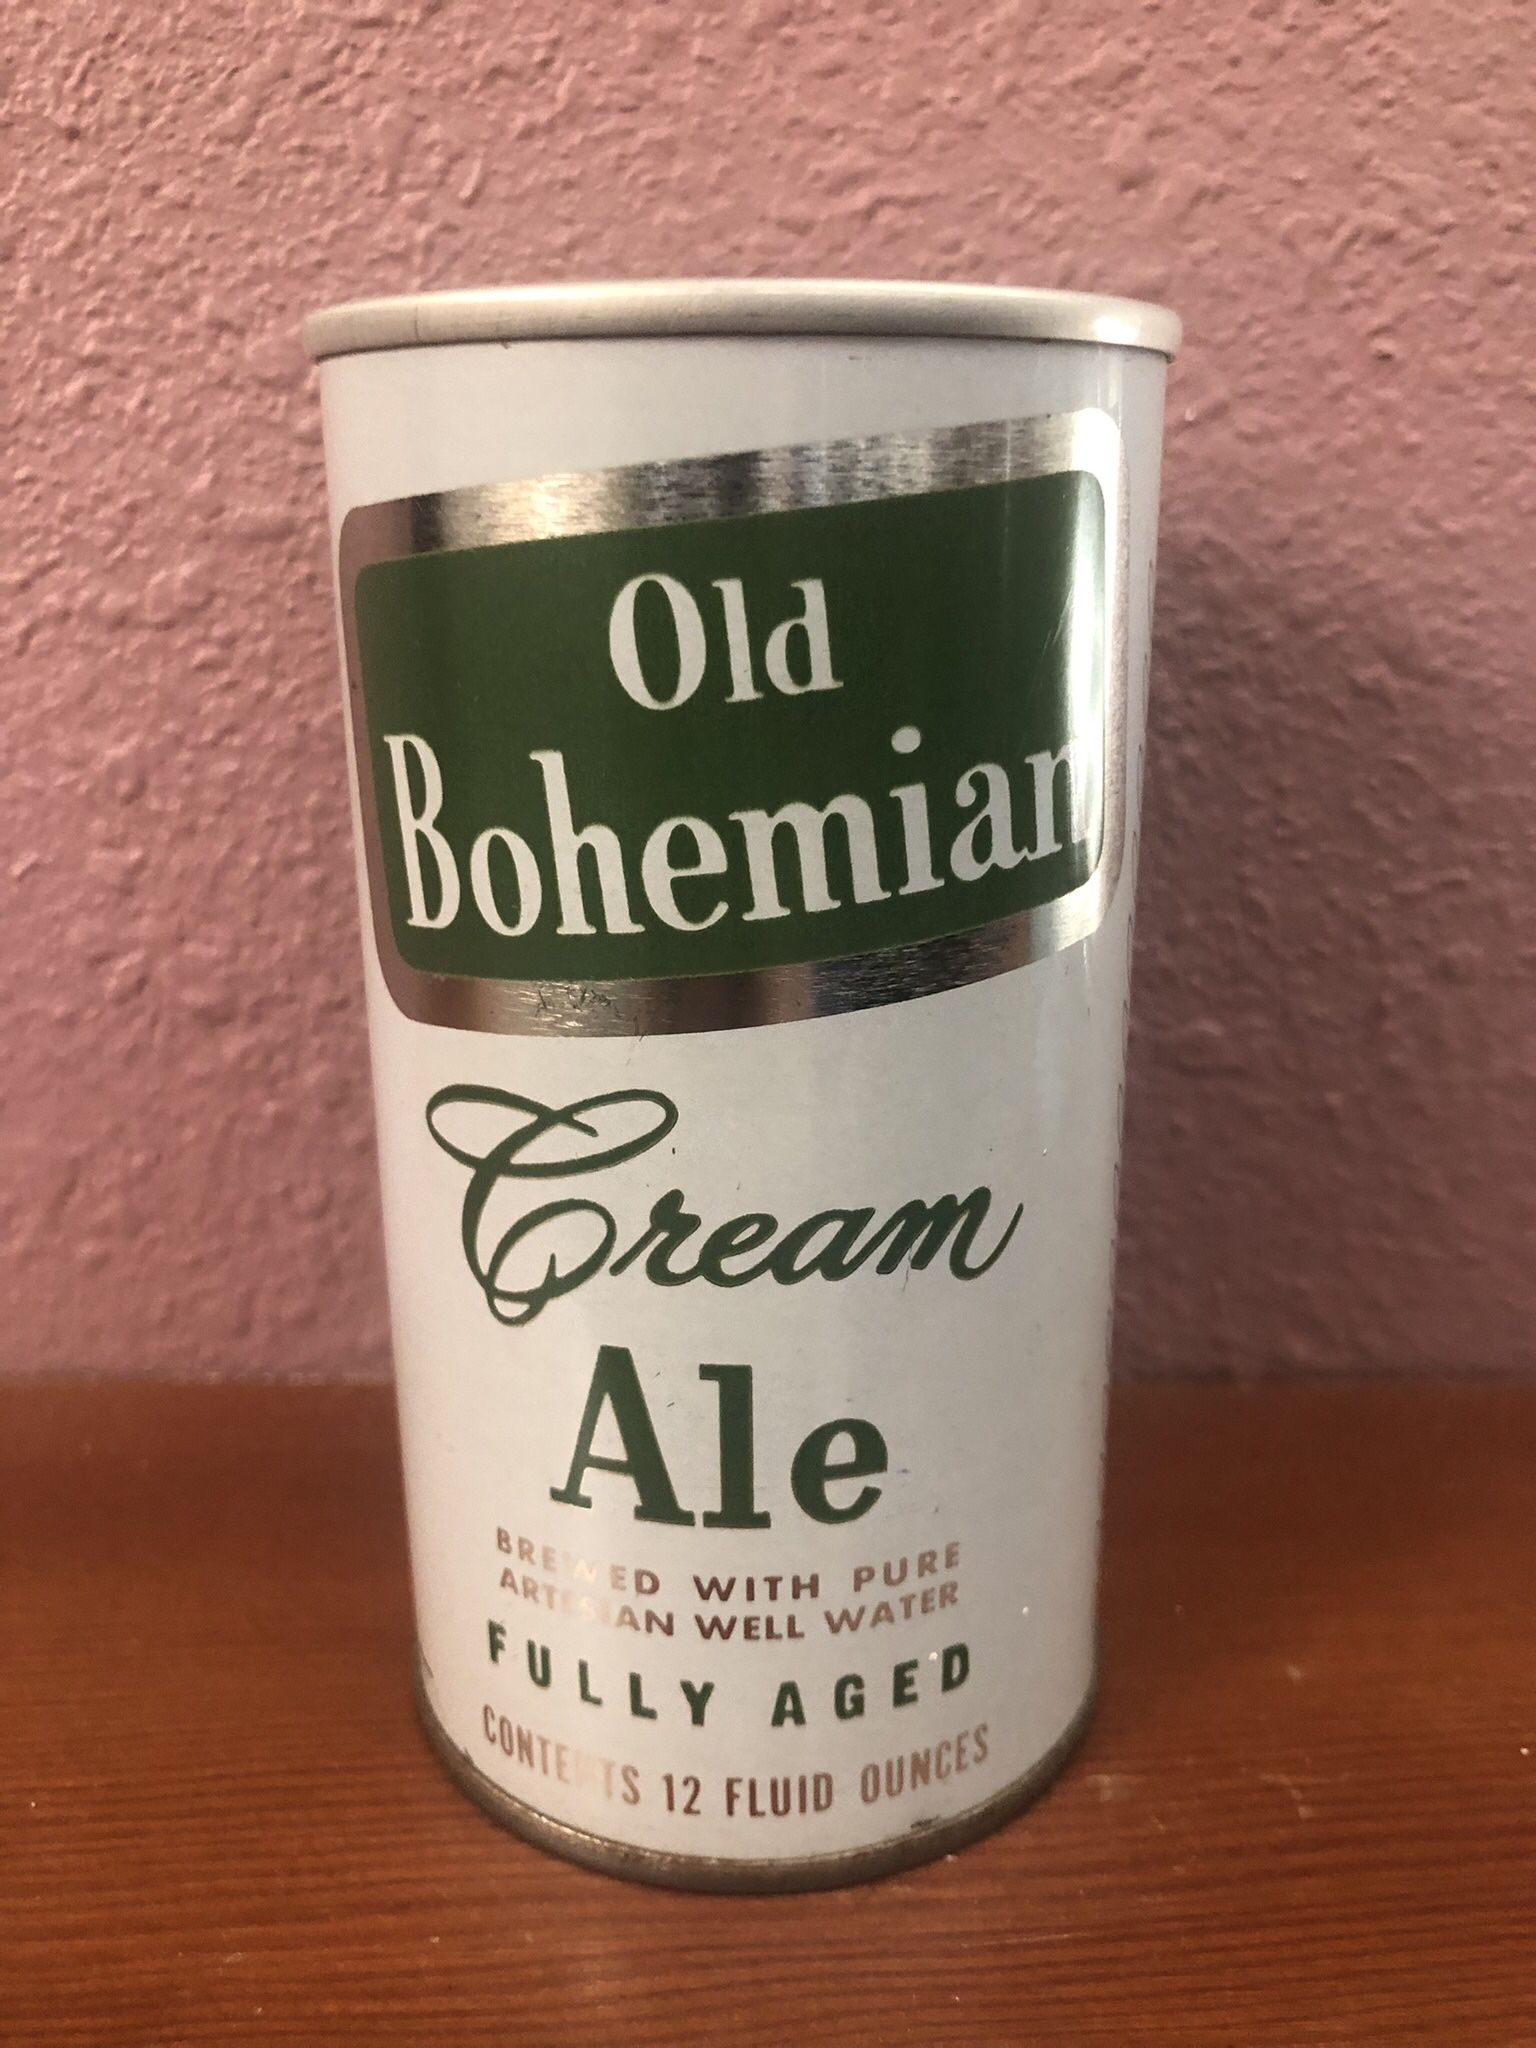 Old
Bohemian
Cream
Ale
BREWED WITH PURE
ARTESIAN WELL WATER
FULLY AGED
CONTENTS 12 FLUID OUNCES